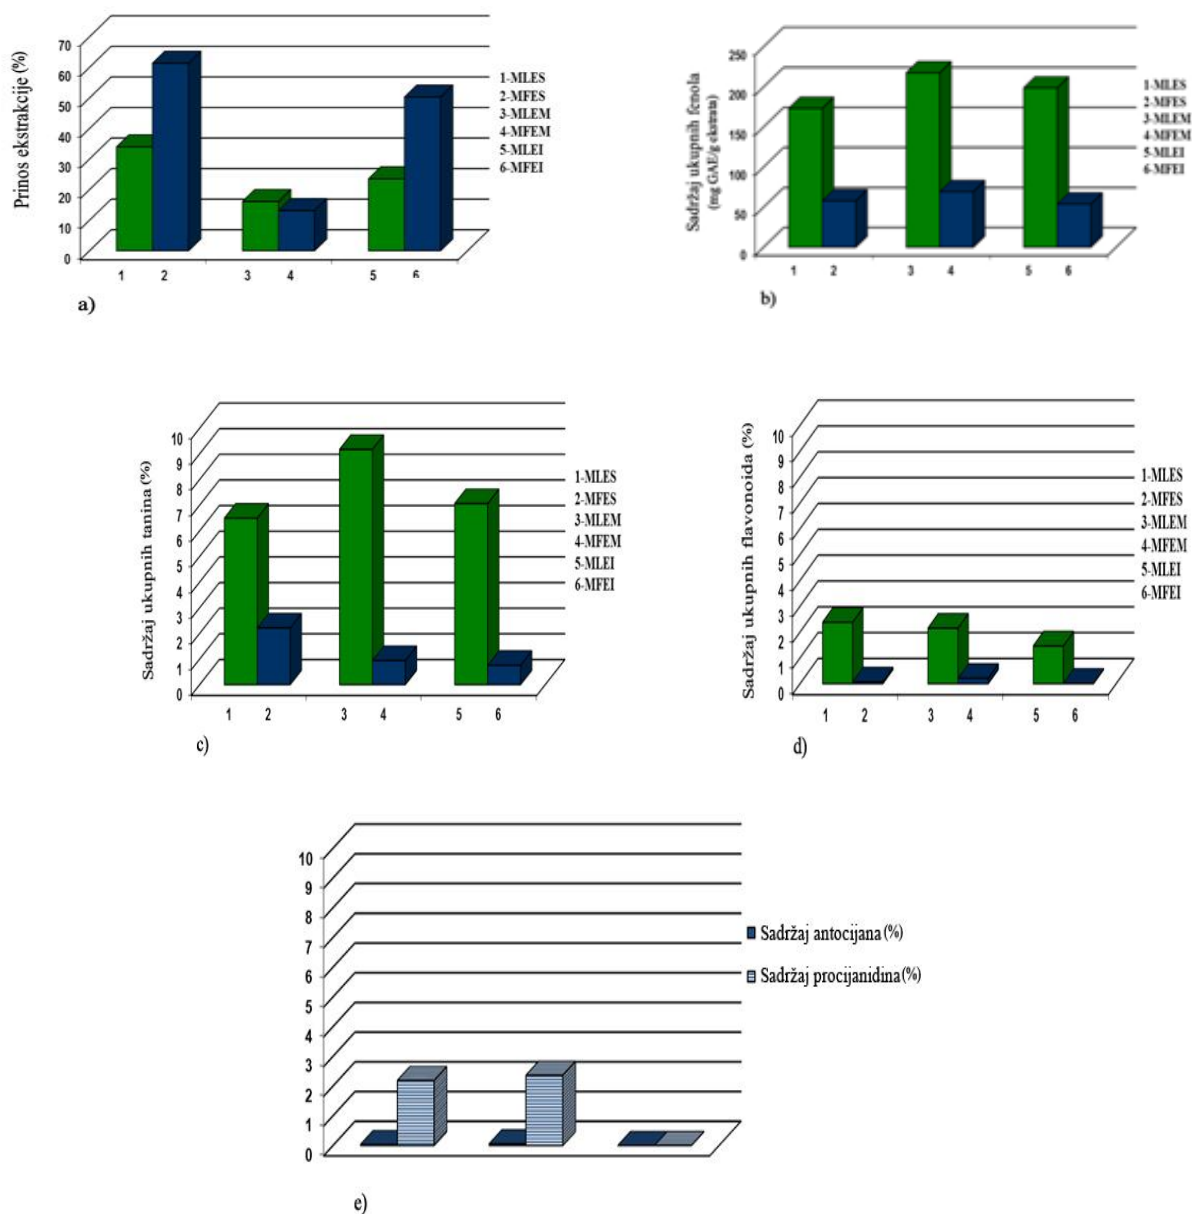 Prinos ekstrakcije (%)
70
60
50
40
30
20
10
0
1 2 3 4 5 6
1-MLES
2-MFES
3-MLEM
4-MFEM
5-MLEI
6-MFEI
a)
Sadržaj ukupnih fenola
(mg GAE/g ekstrata)
250
200
150
100
50
0
1 2 3 4 5 6
1-MLES
2-MFES
3-MLEM
4-MFEM
5-MLEI
6-MFEI
b)
Sadržaj ukupnih tanina (%)
10
9
8
7
6
5
4
3
2
1
0
1 2 3 4 5 6
1-MLES
2-MFES
3-MLEM
4-MFEM
5-MLEI
6-MFEI
c)
Sadržaj ukupnih flavonoida (%)
10
9
8
7
6
5
4
3
2
1
0
1 2 3 4 5 6
1-MLES
2-MFES
3-MLEM
4-MFEM
5-MLEI
6-MFEI
d)
10
9
8
7
6
5
4
3
2
1
0
Sadržaj antocijana (%)
Sadržaj procijanidina (%)
e)